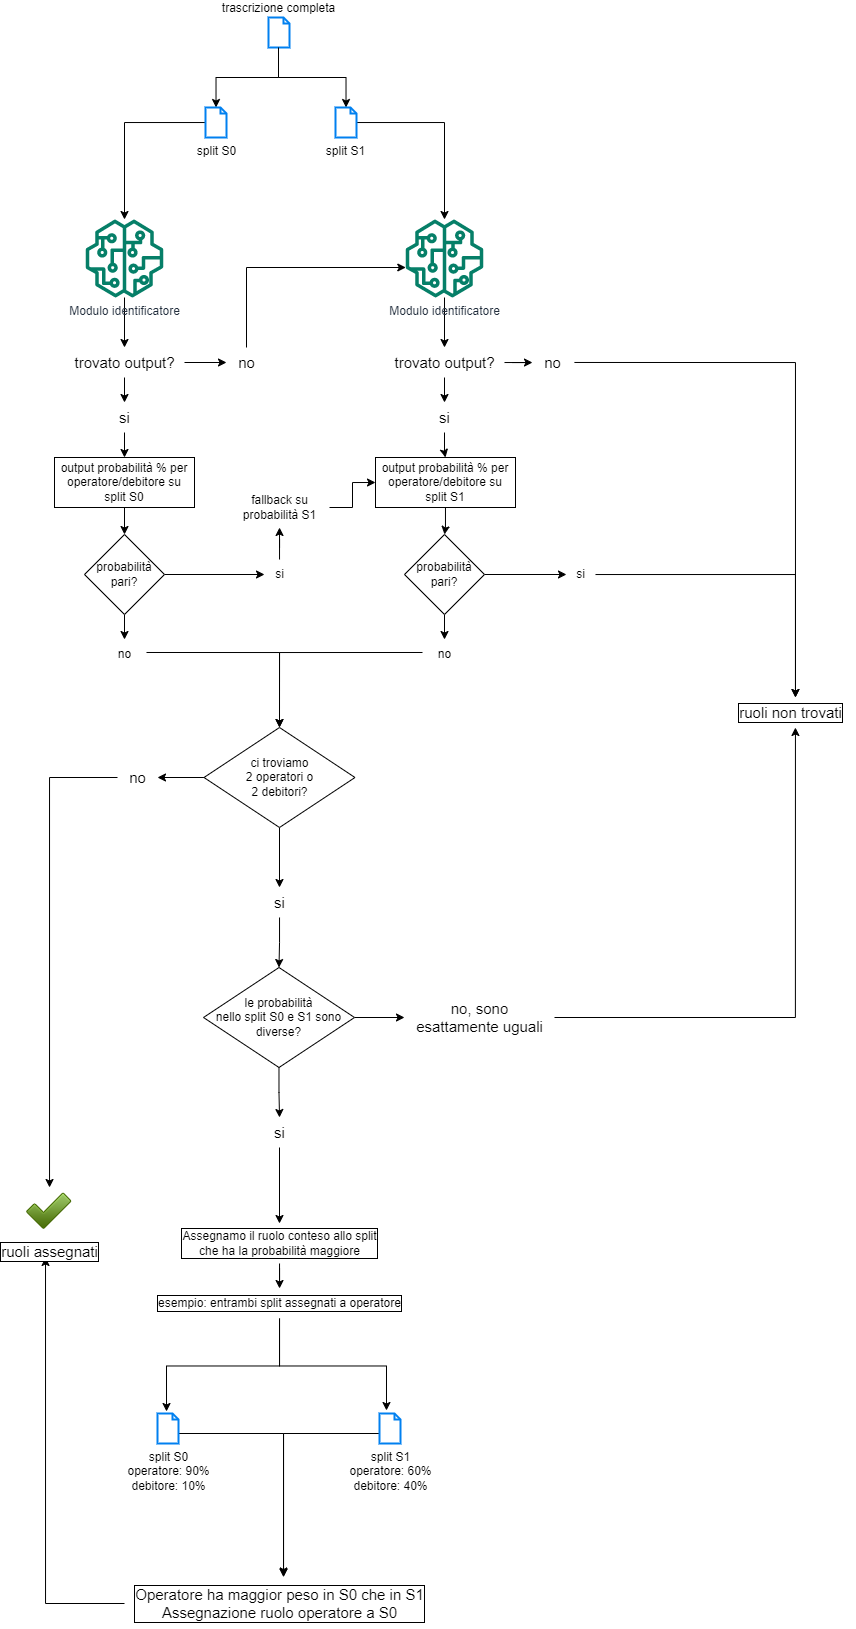 trascrizione completa
split S0
split S1
Modulo identificatore
Modulo identificatore
trovato output?
no
trovato output?
no
si
si
output probabilità % per
operatore/debitore su
split S0
output probabilità % per
operatore/debitore su
split S1
fallback su
probabilità S1
probabilità
pari?
si
probabilità
pari?
si
no
no
ruoli non trovati
ci troviamo
2 operatori o
2 debitori?
no
si
le probabilità
nello split S0 e S1 sono
diverse?
no, sono
esattamente uguali
si
ruoli assegnati
Assegnamo il ruolo conteso allo split
che ha la probabilità maggiore
esempio: entrambi split assegnati a operatore
split S0
operatore: 90%
debitore: 10%
split S1
operatore: 60%
debitore: 40%
Operatore ha maggior peso in S0 che in S1
Assegnazione ruolo operatore a S0